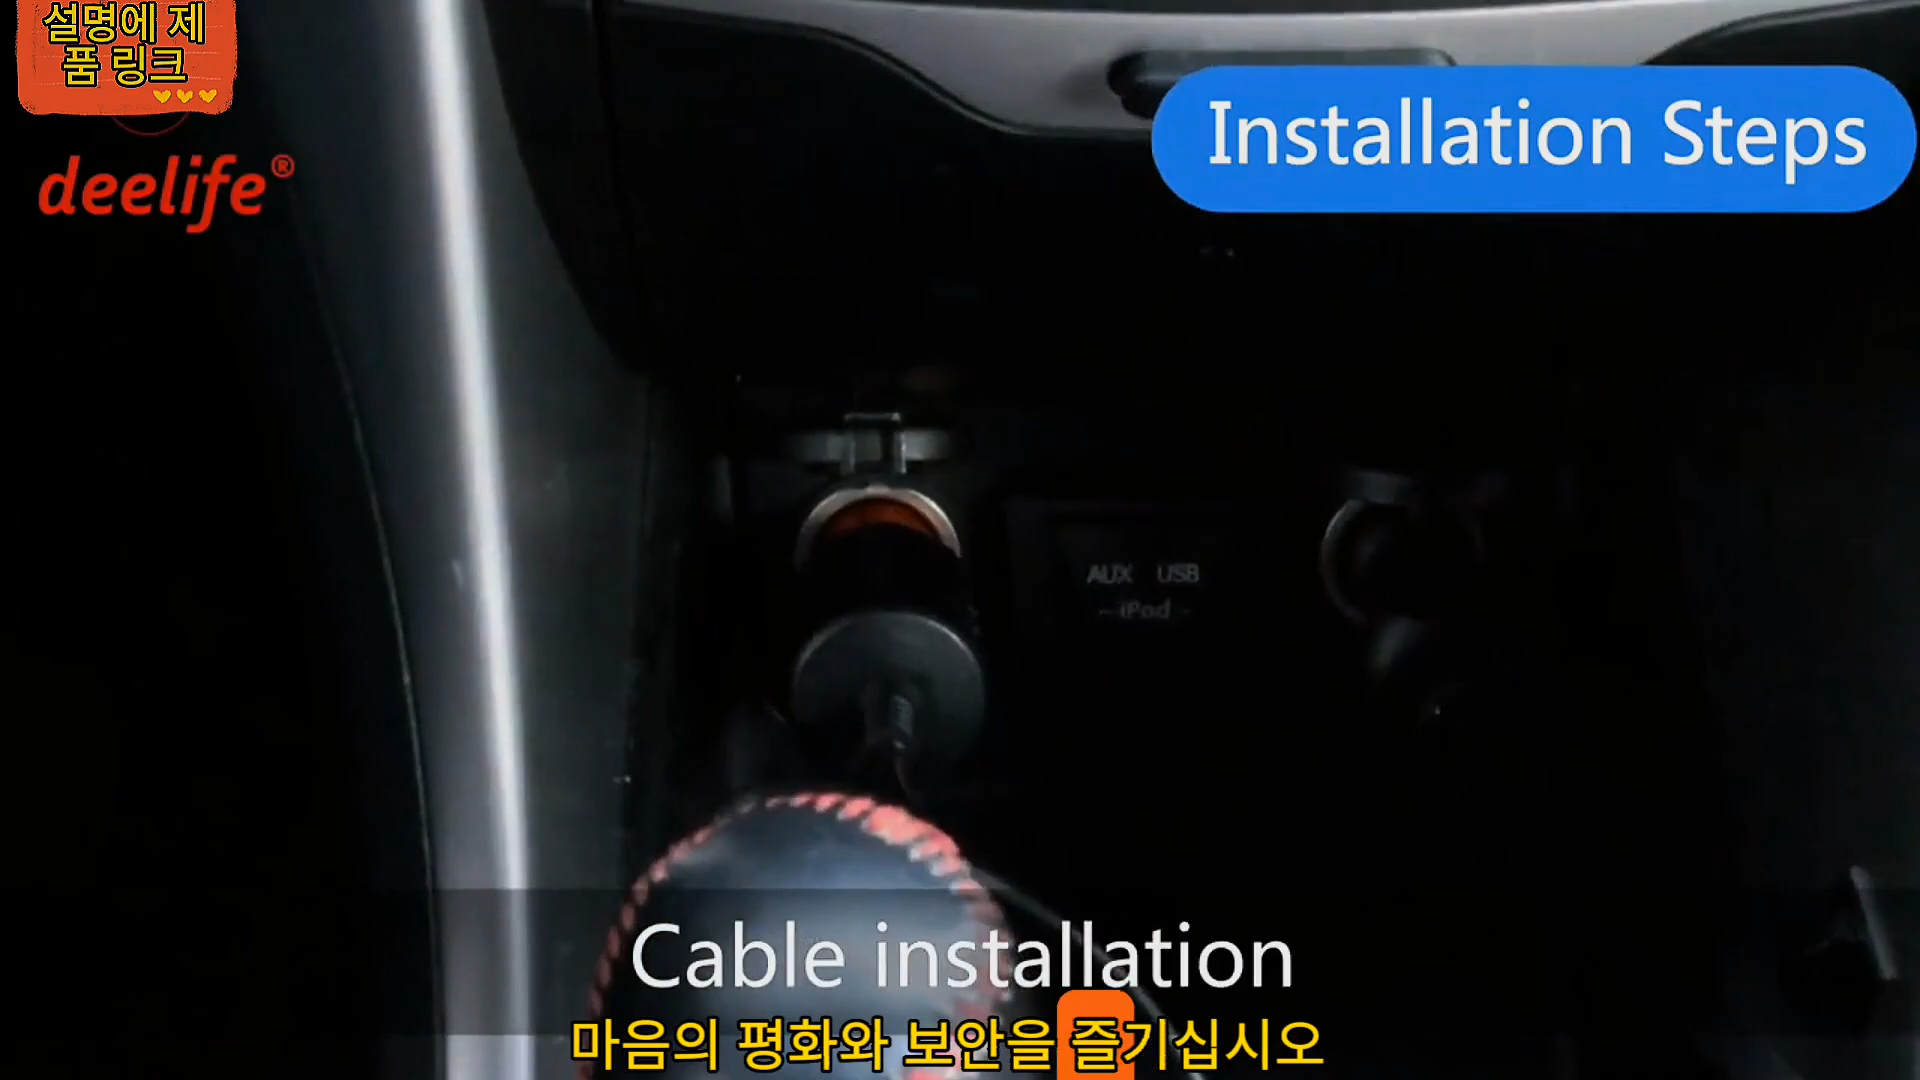 설명에 제
품 링크
deelife®
Installation Steps
AUX USB
iPod
Cable installation
마음의 평화와 보안을 즐기십시오